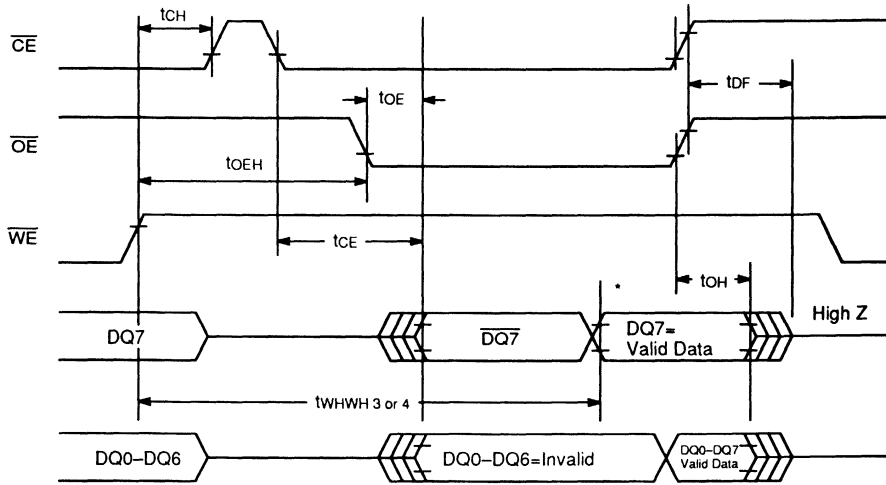 tCH
CE
tDF
tOE
OE
tOEH
WE
tCE
tOH
*
High Z
DQ7
DQ7
DQ7=
Valid Data
tWHWH 3 or 4
DQ0–DQ6
DQ0–DQ6=Invalid
DQ0–DQ7
Valid Data